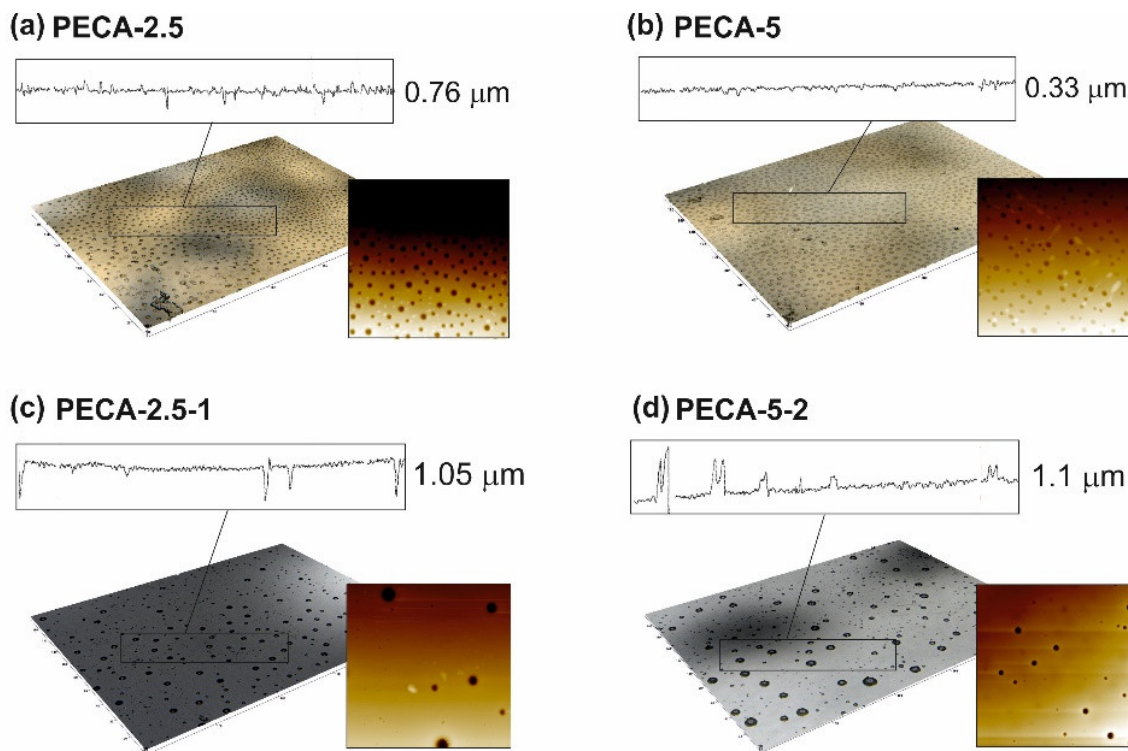 (a) PECA-2.5
0.76 μm
(b) PECA-5
0.33 μm
(c) PECA-2.5-1
1.05 μm
(d) PECA-5-2
1.1 μm